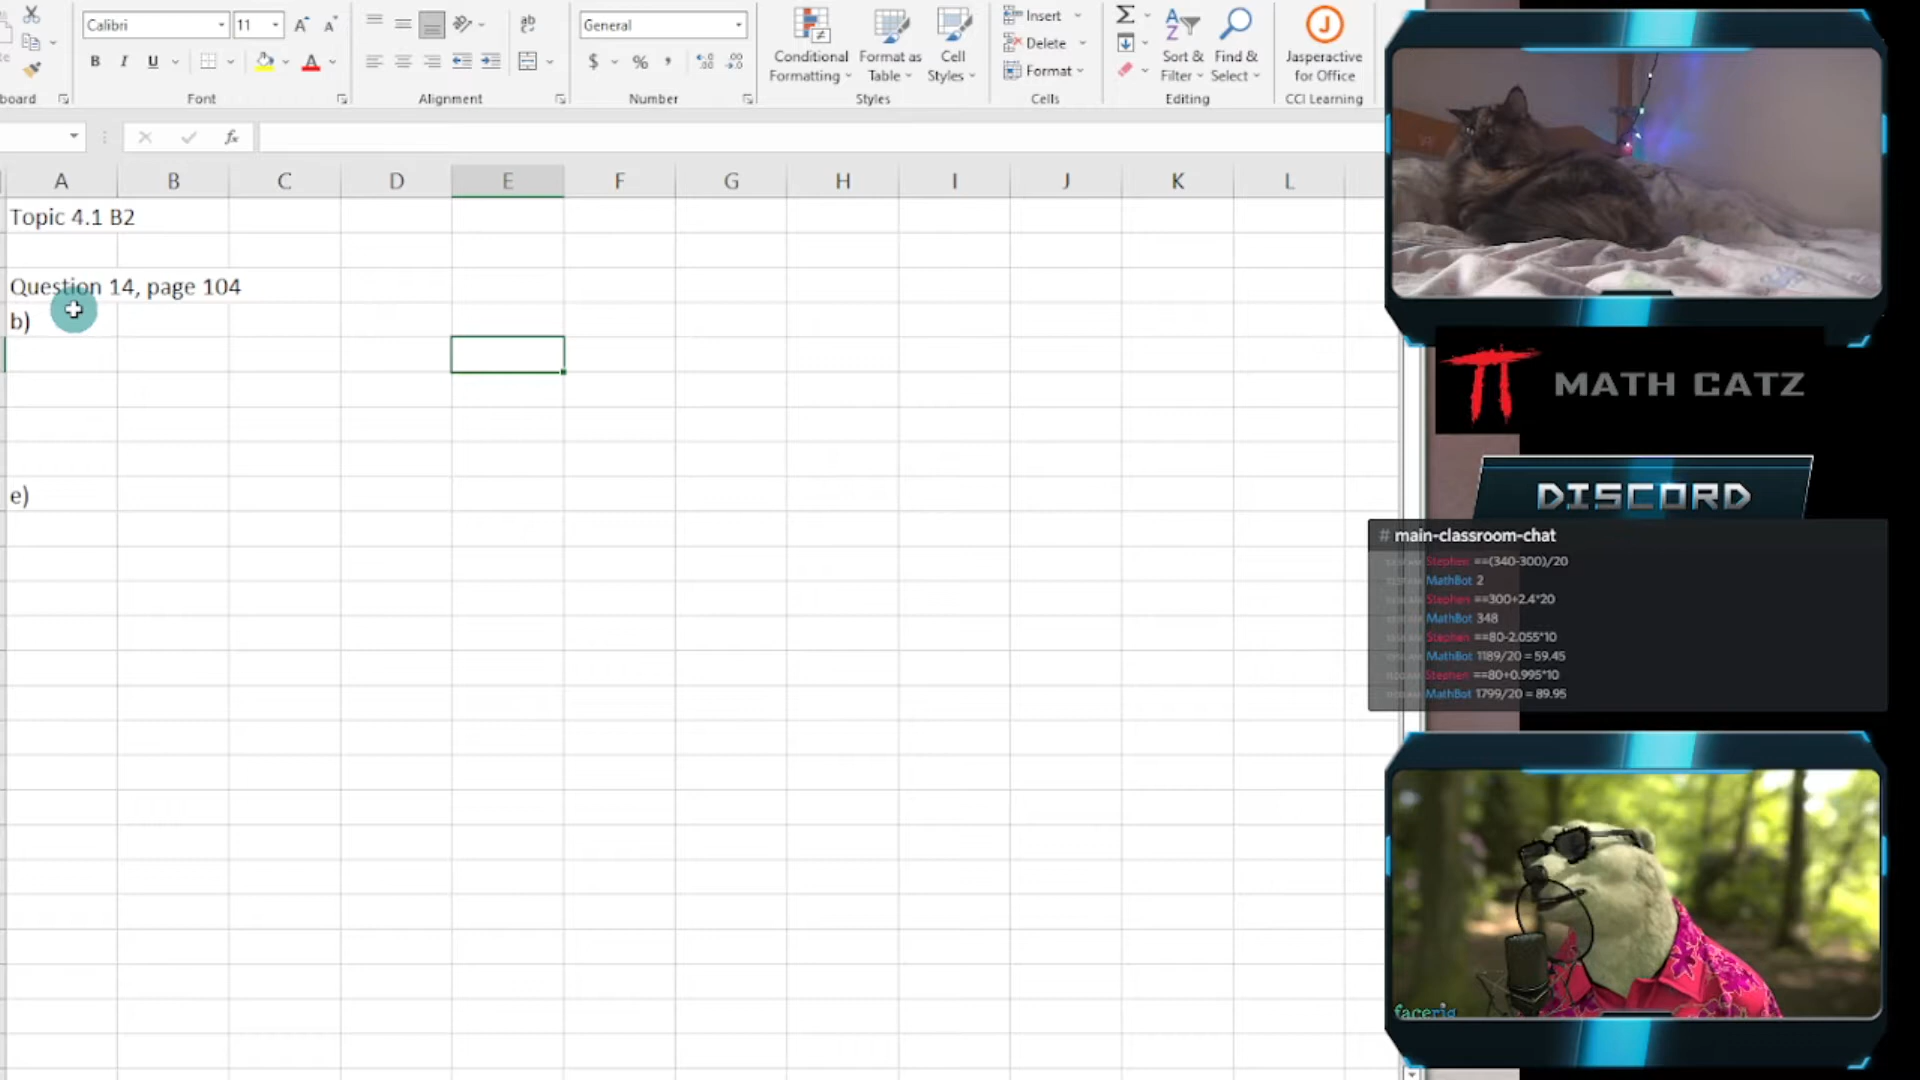 Calibri 11 General
Conditional Formatting Format as Table Cell Styles
Insert
Delete
Format
Sort & Filter Find & Select
Jasperactive for Office
board Font Alignment Number Styles Cells Editing CCI Learning
fx
A B C D E F G H I J K L
Topic 4.1 B2
Question 14, page 104
b)
e)
MATH CATZ
DISCORD
# main-classroom-chat
Stephen ==(340-300)/20
MathBot 2
Stephen ==300+2.4*20
MathBot 348
Stephen ==80-2.055*10
MathBot 1189/20 = 59.45
Stephen ==80+0.995*10
MathBot 1799/20 = 89.95
facerig